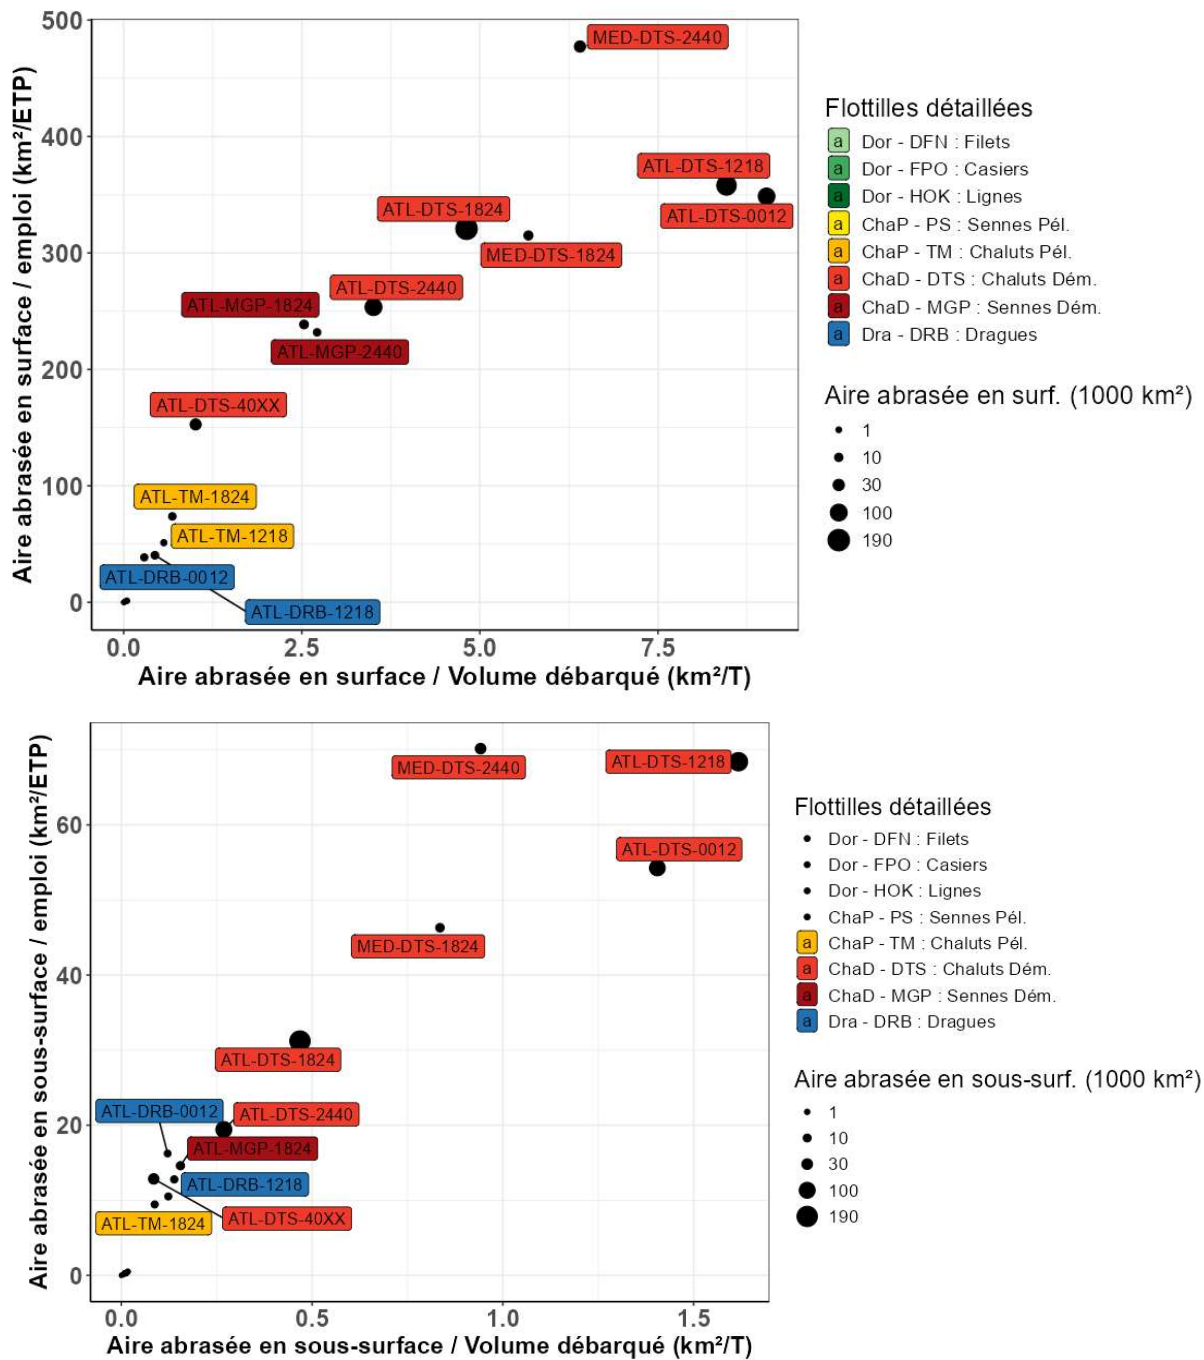 500
400
300
200
100
0
Aire abrasée en surface / emploi (km²/ETP)
MED-DTS-2440
ATL-DTS-1218
ATL-DTS-1824
ATL-DTS-0012
MED-DTS-1824
ATL-DTS-2440
ATL-MGP-1824
ATL-MGP-2440
ATL-DTS-40XX
ATL-TM-1824
ATL-TM-1218
ATL-DRB-0012
ATL-DRB-1218
0.0 2.5 5.0 7.5
Aire abrasée en surface / Volume débarqué (km²/T)
Flottilles détaillées
a Dor - DFN : Filets
a Dor - FPO : Casiers
a Dor - HOK : Lignes
a ChaP - PS : Sennes Pél.
a ChaP - TM : Chaluts Pél.
a ChaD - DTS : Chaluts Dém.
a ChaD - MGP : Sennes Dém.
a Dra - DRB : Dragues
Aire abrasée en surf. (1000 km²)
1
10
30
100
190
60
40
20
0
Aire abrasée en sous-surface / emploi (km²/ETP)
MED-DTS-2440
ATL-DTS-1218
ATL-DTS-0012
MED-DTS-1824
ATL-DTS-1824
ATL-DRB-0012
ATL-DTS-2440
ATL-MGP-1824
ATL-DRB-1218
ATL-DTS-40XX
ATL-TM-1824
0.0 0.5 1.0 1.5
Aire abrasée en sous-surface / Volume débarqué (km²/T)
Flottilles détaillées
Dor - DFN : Filets
Dor - FPO : Casiers
Dor - HOK : Lignes
ChaP - PS : Sennes Pél.
a ChaP - TM : Chaluts Pél.
a ChaD - DTS : Chaluts Dém.
a ChaD - MGP : Sennes Dém.
a Dra - DRB : Dragues
Aire abrasée en sous-surf. (1000 km²)
1
10
30
100
190